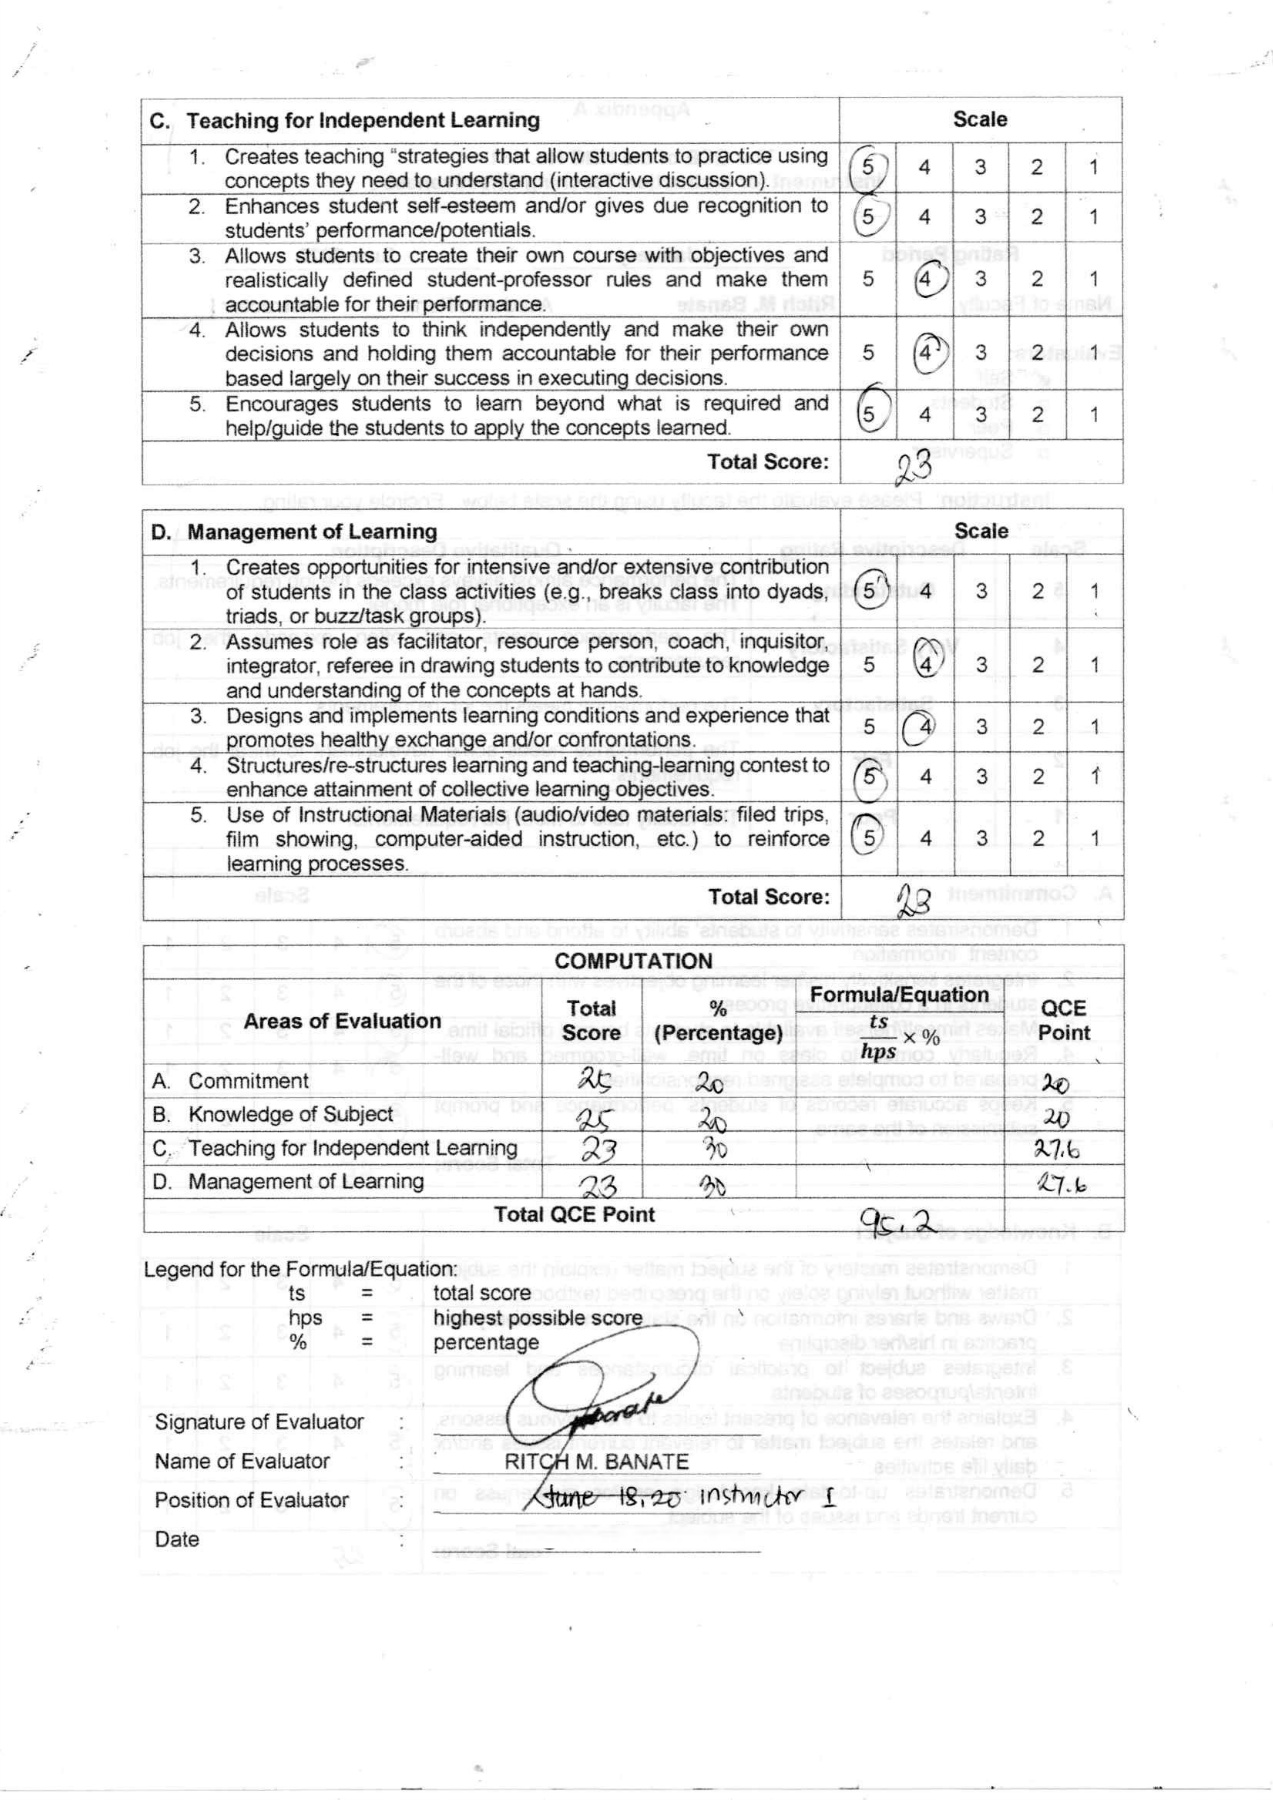 C. Teaching for Independent Learning Scale
1. Creates teaching “strategies that allow students to practice using
concepts they need to understand (interactive discussion). 5 4 3 2 1
2. Enhances student self-esteem and/or gives due recognition to
students’ performance/potentials. 5 4 3 2 1
3. Allows students to create their own course with objectives and
realistically defined student-professor rules and make them 5 4 3 2 1
accountable for their performance.
4. Allows students to think independently and make their own
decisions and holding them accountable for their performance 5 4 3 2 1
based largely on their success in executing decisions.
5. Encourages students to learn beyond what is required and
help/guide the students to apply the concepts learned. 5 4 3 2 1
Total Score: 23
D. Management of Learning Scale
1. Creates opportunities for intensive and/or extensive contribution
of students in the class activities (e.g., breaks class into dyads, 5 4 3 2 1
triads, or buzz/task groups).
2. Assumes role as facilitator, resource person, coach, inquisitor,
integrator, referee in drawing students to contribute to knowledge 5 4 3 2 1
and understanding of the concepts at hands.
3. Designs and implements learning conditions and experience that
promotes healthy exchange and/or confrontations. 5 4 3 2 1
4. Structures/re-structures learning and teaching-learning contest to
enhance attainment of collective learning objectives. 5 4 3 2 1
5. Use of Instructional Materials (audio/video materials: filed trips,
film showing, computer-aided instruction, etc.) to reinforce 5 4 3 2 1
learning processes.
Total Score: 23
COMPUTATION
Areas of Evaluation Total Score % (Percentage) Formula/Equation ts/hps × % QCE Point
A. Commitment 25 20 20
B. Knowledge of Subject 25 20 20
C. Teaching for Independent Learning 23 30 27.6
D. Management of Learning 23 30 27.6
Total QCE Point 95.2
Legend for the Formula/Equation:
ts = total score
hps = highest possible score
% = percentage
Signature of Evaluator :
Name of Evaluator : RITCH M. BANATE
Position of Evaluator : June 18, 20 instructor I
Date :